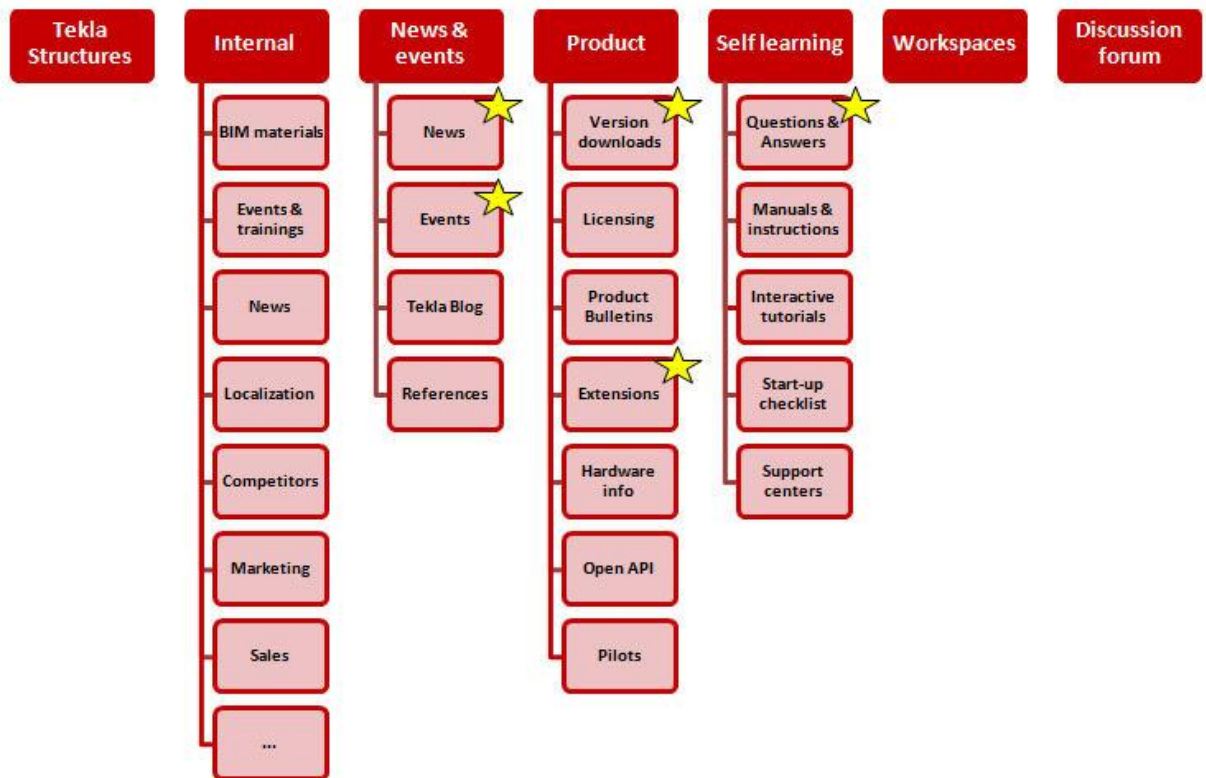 Tekla
Structures
Internal
News &
events
Product
Self learning
Workspaces
Discussion
forum
BIM materials
Events &
trainings
News
Localization
Competitors
Marketing
Sales
...
News
Events
Tekla Blog
References
Version
downloads
Licensing
Product
Bulletins
Extensions
Hardware
info
Open API
Pilots
Questions &
Answers
Manuals &
instructions
Interactive
tutorials
Start-up
checklist
Support
centers